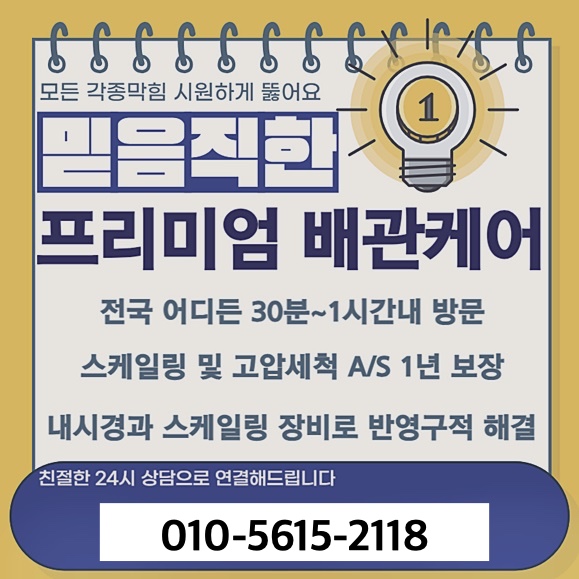 모든 각종막힘 시원하게 뚫어요
1
믿음직한
프리미엄 배관케어
전국 어디든 30분~1시간내 방문
스케일링 및 고압세척 A/S 1년 보장
내시경과 스케일링 장비로 반영구적 해결
친절한 24시 상담으로 연결해드립니다
010-5615-2118